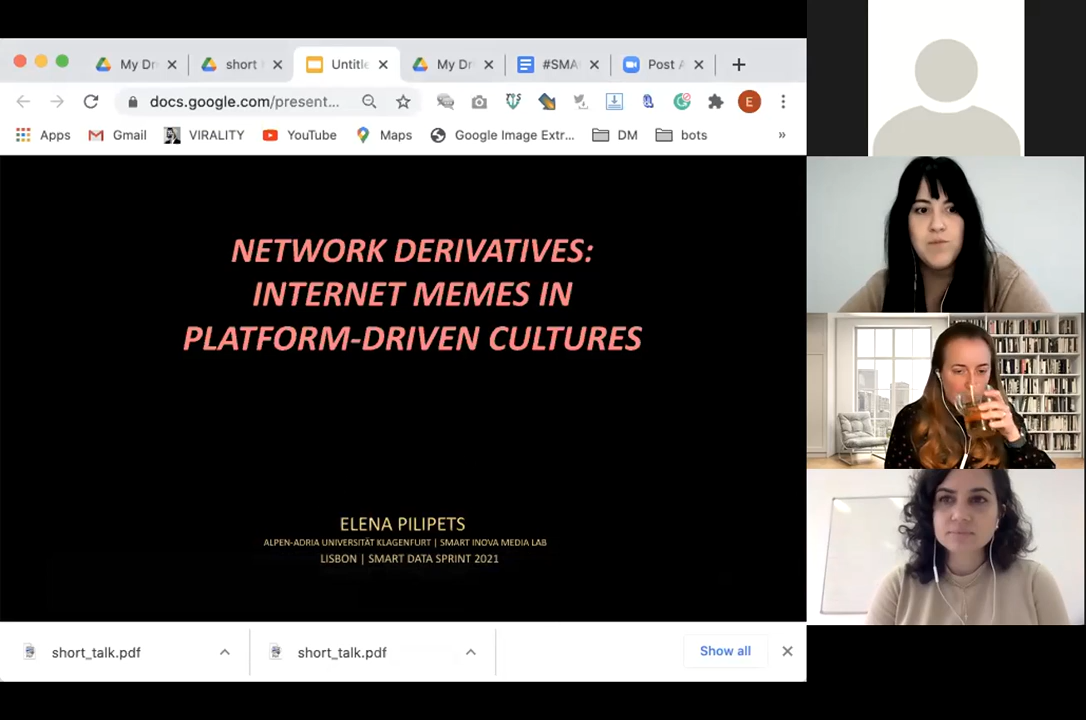 My Dr
short
Untitle
My Dr
#SMA
Post A
docs.google.com/present...
E
Apps
Gmail
VIRALITY
YouTube
Maps
Google Image Extr...
DM
bots
»
NETWORK DERIVATIVES:
INTERNET MEMES IN
PLATFORM-DRIVEN CULTURES
ELENA PILIPETS
ALPEN-ADRIA UNIVERSITÄT KLAGENFURT | SMART INOVA MEDIA LAB
LISBON | SMART DATA SPRINT 2021
short_talk.pdf
short_talk.pdf
Show all